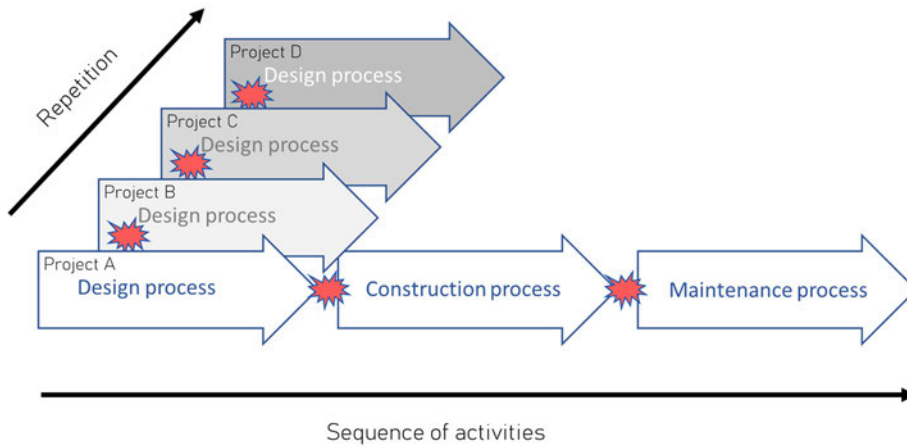 Repetition
Project D
Design process
Project C
Design process
Project B
Design process
Project A
Design process
Construction process
Maintenance process
Sequence of activities